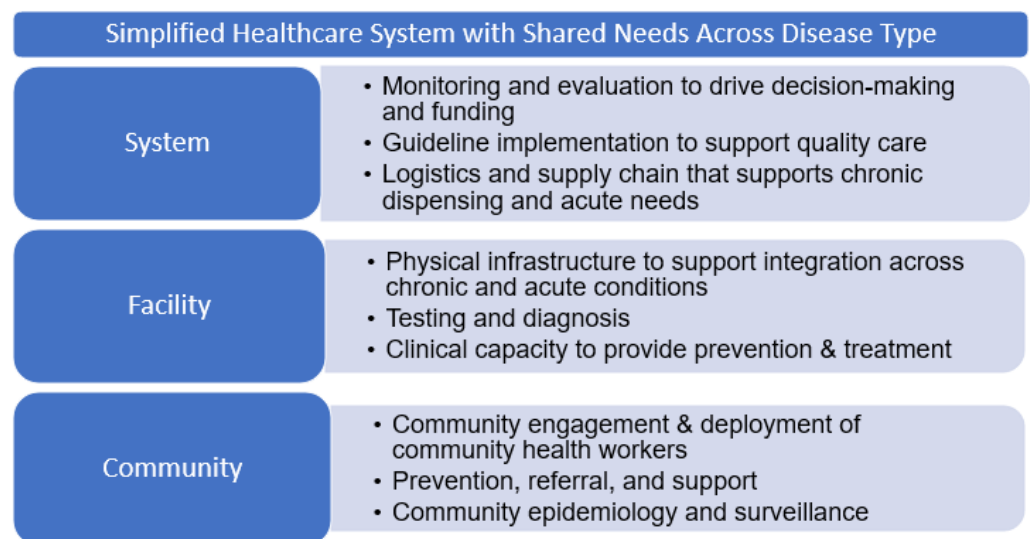 Simplified Healthcare System with Shared Needs Across Disease Type
System
• Monitoring and evaluation to drive decision-making
and funding
• Guideline implementation to support quality care
• Logistics and supply chain that supports chronic
dispensing and acute needs
Facility
• Physical infrastructure to support integration across
chronic and acute conditions
• Testing and diagnosis
• Clinical capacity to provide prevention & treatment
Community
• Community engagement & deployment of
community health workers
• Prevention, referral, and support
• Community epidemiology and surveillance